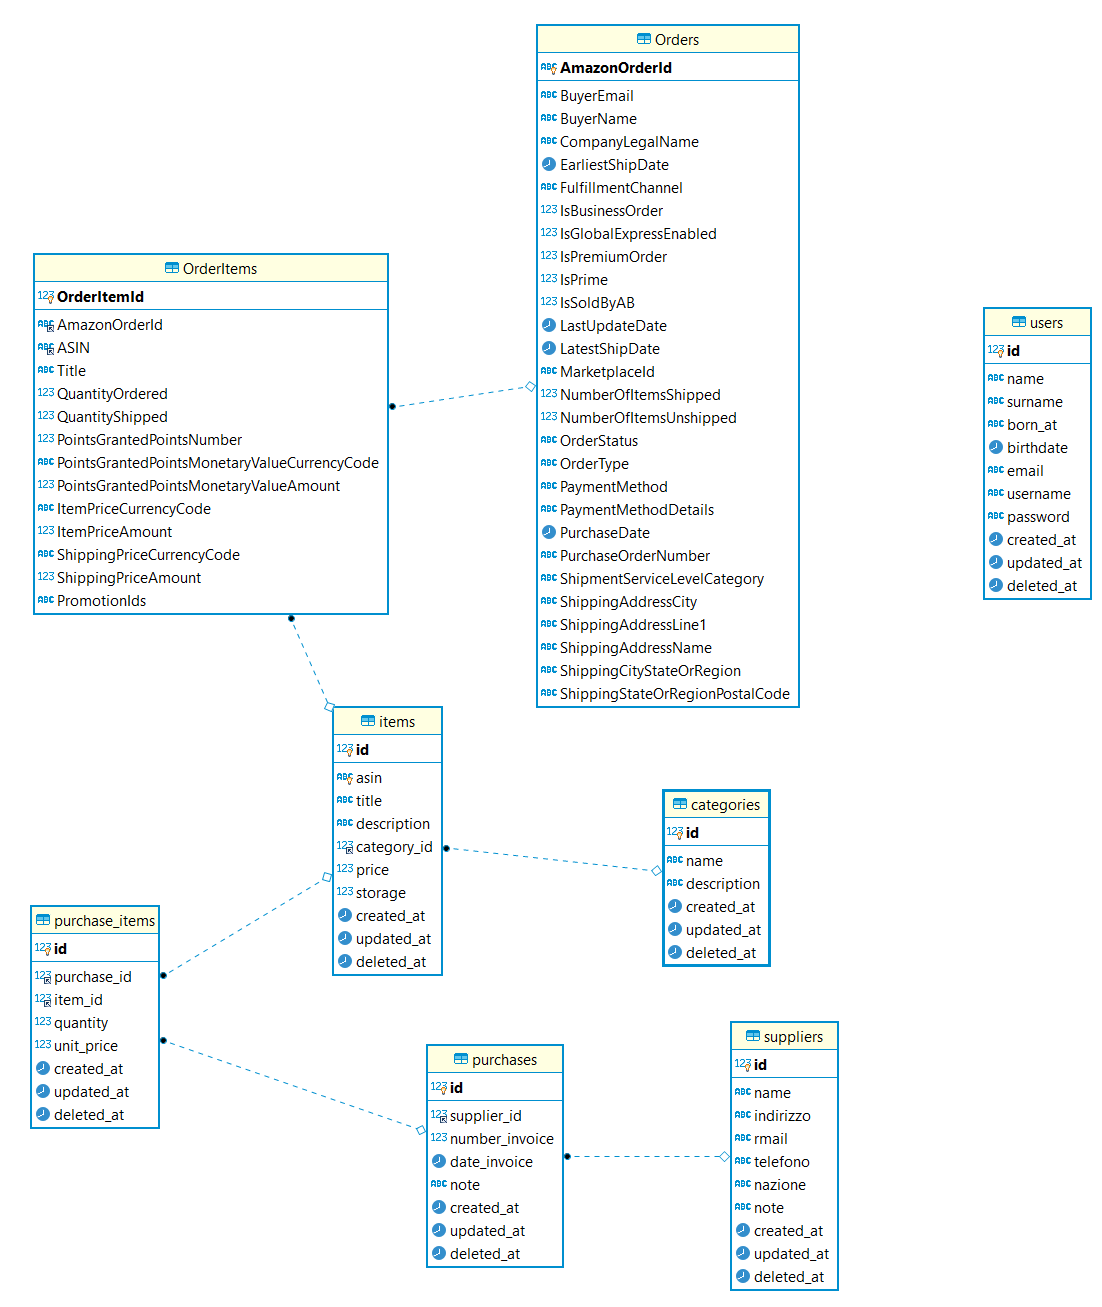 Orders
AmazonOrderId
BuyerEmail
BuyerName
CompanyLegalName
EarliestShipDate
FulfillmentChannel
IsBusinessOrder
IsGlobalExpressEnabled
IsPremiumOrder
IsPrime
IsSoldByAB
LastUpdateDate
LatestShipDate
MarketplaceId
NumberOfItemsShipped
NumberOfItemsUnshipped
OrderStatus
OrderType
PaymentMethod
PaymentMethodDetails
PurchaseDate
PurchaseOrderNumber
ShipmentServiceLevelCategory
ShippingAddressCity
ShippingAddressLine1
ShippingAddressName
ShippingCityStateOrRegion
ShippingStateOrRegionPostalCode
OrderItems
OrderItemId
AmazonOrderId
ASIN
Title
QuantityOrdered
QuantityShipped
PointsGrantedPointsNumber
PointsGrantedPointsMonetaryValueCurrencyCode
PointsGrantedPointsMonetaryValueAmount
ItemPriceCurrencyCode
ItemPriceAmount
ShippingPriceCurrencyCode
ShippingPriceAmount
PromotionIds
users
id
name
surname
born_at
birthdate
email
username
password
created_at
updated_at
deleted_at
items
id
asin
title
description
category_id
price
storage
created_at
updated_at
deleted_at
categories
id
name
description
created_at
updated_at
deleted_at
purchase_items
id
purchase_id
item_id
quantity
unit_price
created_at
updated_at
deleted_at
purchases
id
supplier_id
number_invoice
date_invoice
note
created_at
updated_at
deleted_at
suppliers
id
name
indirizzo
rmail
telefono
nazione
note
created_at
updated_at
deleted_at